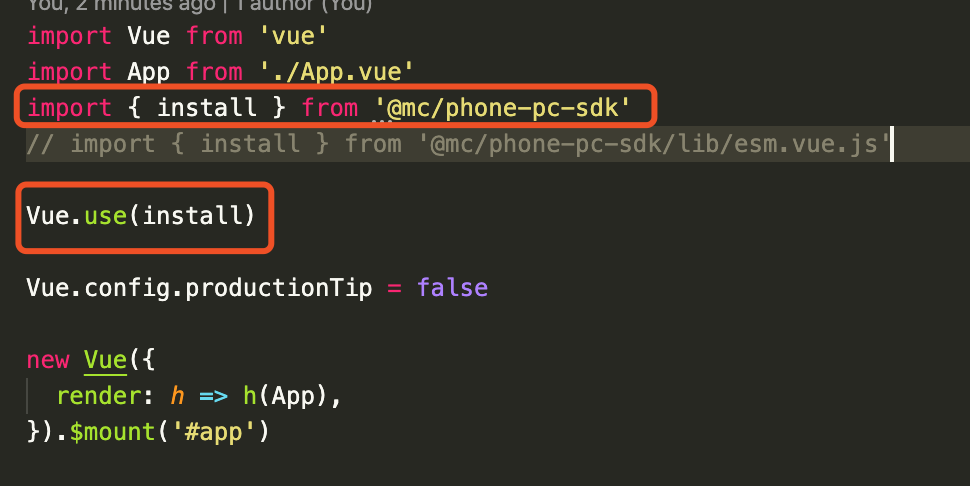 You, 2 minutes ago | 1 author (You)
import Vue from 'vue'
import App from './App.vue'
import { install } from '@mc/phone-pc-sdk'
// import { install } from '@mc/phone-pc-sdk/lib/esm.vue.js'
Vue.use(install)
Vue.config.productionTip = false
new Vue({
  render: h => h(App),
}).$mount('#app')